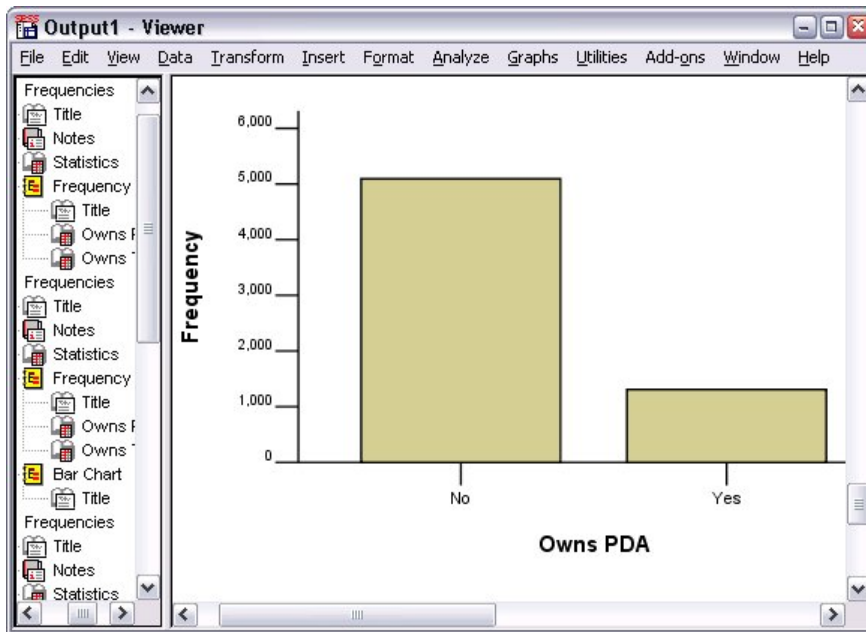 Output1 - Viewer
File Edit View Data Transform Insert Format Analyze Graphs Utilities Add-ons Window Help
Frequencies
Title
Notes
Statistics
Frequency
Title
Owns
Owns
Frequencies
Title
Notes
Statistics
Frequency
Title
Owns
Owns
Bar Chart
Title
Frequencies
Title
Notes
Statistics
Frequency
6,000
5,000
4,000
3,000
2,000
1,000
0
No Yes
Owns PDA